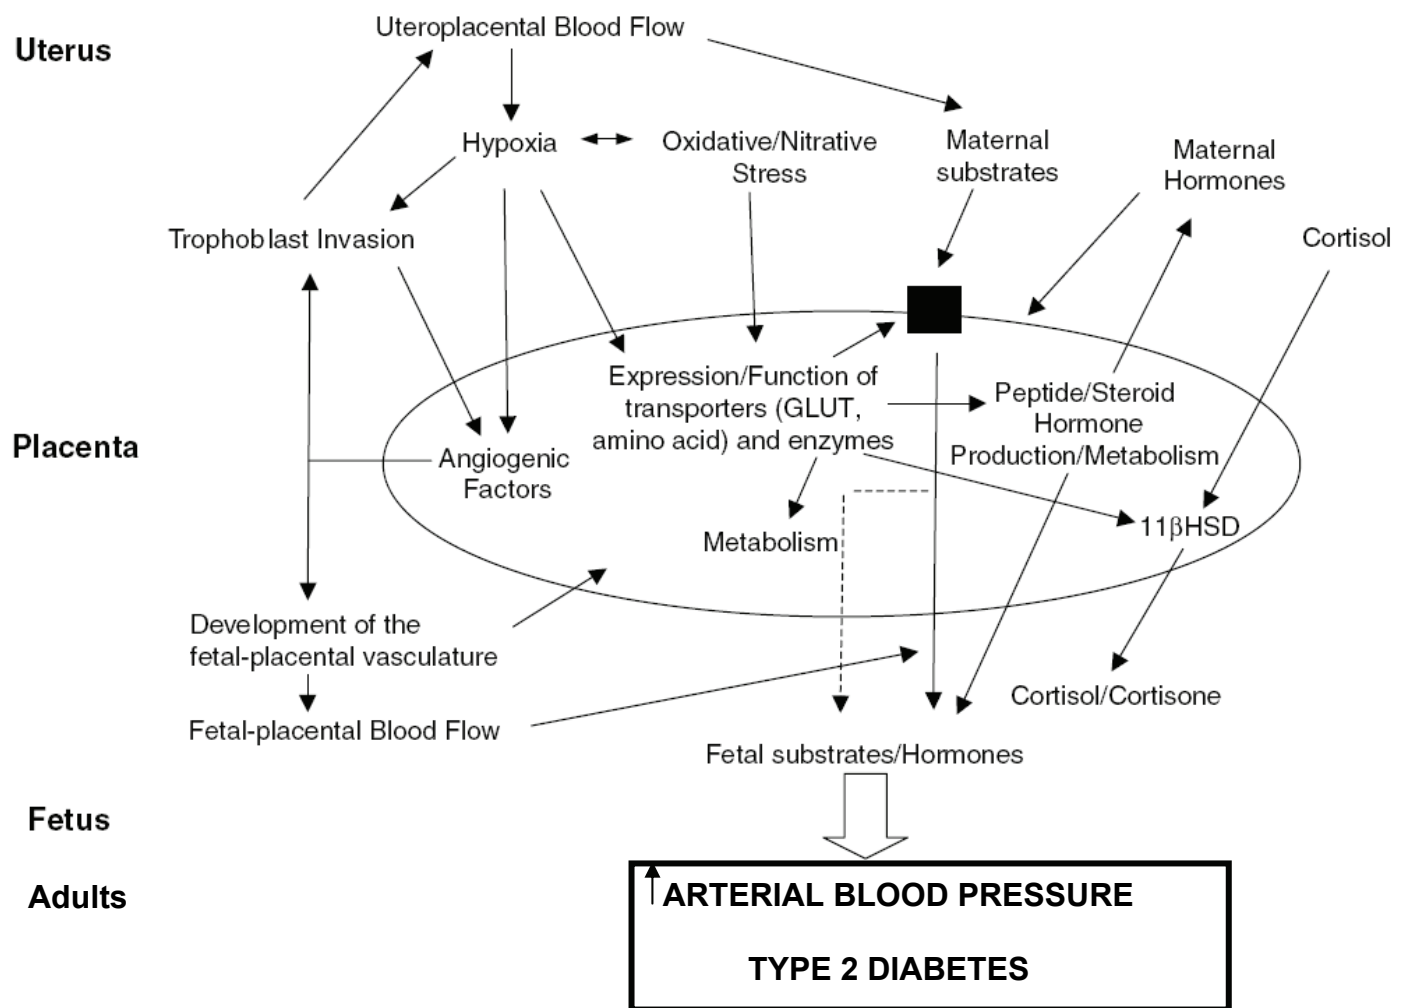 Uteroplacental Blood Flow
Uterus
Hypoxia
Oxidative/Nitrative
Stress
Maternal
substrates
Maternal
Hormones
Trophoblast Invasion
Cortisol
Expression/Function of
transporters (GLUT,
amino acid) and enzymes
Peptide/Steroid
Hormone
Production/Metabolism
Placenta
Angiogenic
Factors
Metabolism
11βHSD
Development of the
fetal-placental vasculature
Cortisol/Cortisone
Fetal-placental Blood Flow
Fetal substrates/Hormones
Fetus
Adults
↑ARTERIAL BLOOD PRESSURE
TYPE 2 DIABETES